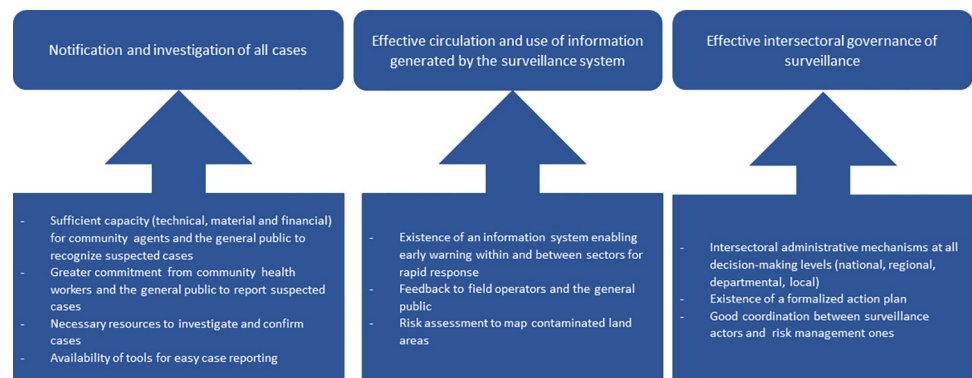 Notification and investigation of all cases
Effective circulation and use of information
generated by the surveillance system
Effective intersectoral governance of
surveillance
- Sufficient capacity (technical, material and financial)
for community agents and the general public to
recognize suspected cases
- Greater commitment from community health
workers and the general public to report suspected
cases
- Necessary resources to investigate and confirm
cases
- Availability of tools for easy case reporting
- Existence of an information system enabling
early warning within and between sectors for
rapid response
- Feedback to field operators and the general
public
- Risk assessment to map contaminated land
areas
- Intersectoral administrative mechanisms at all
decision-making levels (national, regional,
departmental, local)
- Existence of a formalized action plan
- Good coordination between surveillance
actors and risk management ones